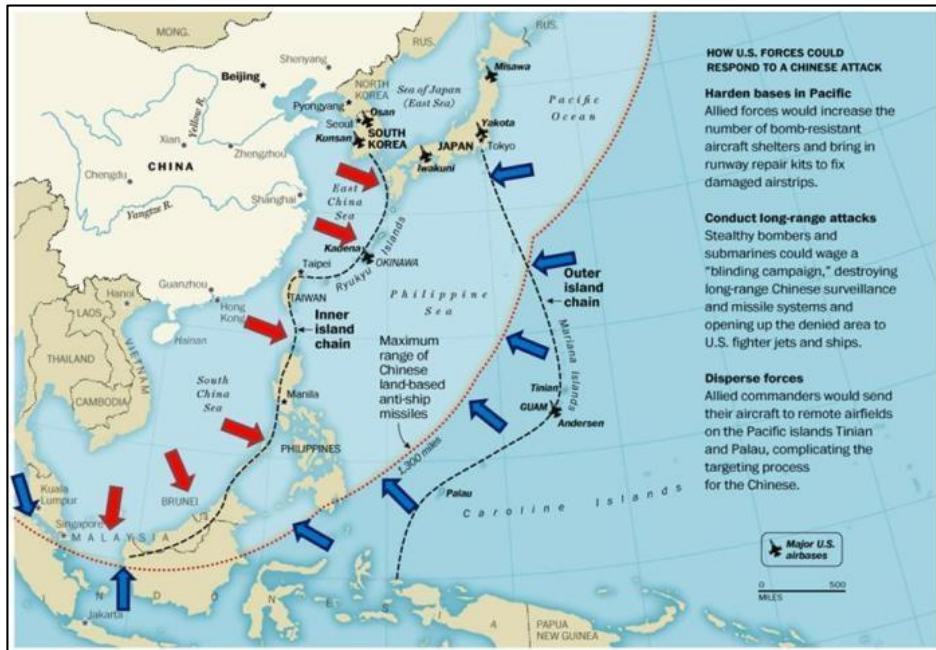 MONG.
RUS.
RUS.
Shenyang
Beijing
NORTH
KOREA
Sea of Japan
(East Sea)
Misawa
Pacific
Ocean
Pyongyang
Osan
Seoul
SOUTH
KOREA
Kunsan
JAPAN
Yakota
Tokyo
Iwakuni
Yellow R.
Xian
Zhengzhou
CHINA
Chengdu
Yangtze R.
Shanghai
East
China
Sea
Kadena
OKINAWA
Ryukyu Islands
Taipei
TAIWAN
Guangzhou
Hong
Kong
Hanoi
LAOS
Hainan
VIETNAM
THAILAND
CAMBODIA
Inner
island
chain
Philippine
Sea
Outer
island
chain
Mariana Islands
Maximum
range of
Chinese
land-based
anti-ship
missiles
South
China
Sea
Manila
PHILIPPINES
Tinian
GUAM
Andersen
1,300 miles
Palau
Caroline Islands
Kuala
Lumpur
BRUNEI
Singapore
MALAYSIA
INDONESIA
Jakarta
PAPUA
NEW GUINEA
HOW U.S. FORCES COULD
RESPOND TO A CHINESE ATTACK
Harden bases in Pacific
Allied forces would increase the
number of bomb-resistant
aircraft shelters and bring in
runway repair kits to fix
damaged airstrips.
Conduct long-range attacks
Stealthy bombers and
submarines could wage a
"blinding campaign," destroying
long-range Chinese surveillance
and missile systems and
opening up the denied area to
U.S. fighter jets and ships.
Disperse forces
Allied commanders would send
their aircraft to remote airfields
on the Pacific islands Tinian
and Palau, complicating the
targeting process
for the Chinese.
Major U.S.
airbases
0 500
MILES